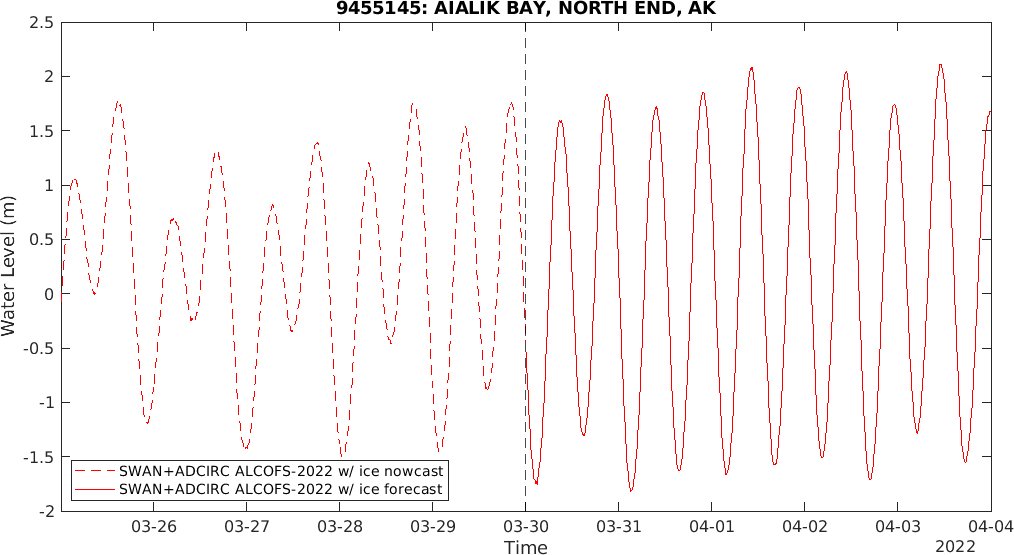 9455145: AIALIK BAY, NORTH END, AK
2.5
2
1.5
1
0.5
0
-0.5
-1
-1.5
-2
Water Level (m)
SWAN+ADCIRC ALCOFS-2022 w/ ice nowcast
SWAN+ADCIRC ALCOFS-2022 w/ ice forecast
03-26 03-27 03-28 03-29 03-30 03-31 04-01 04-02 04-03 04-04
Time
2022